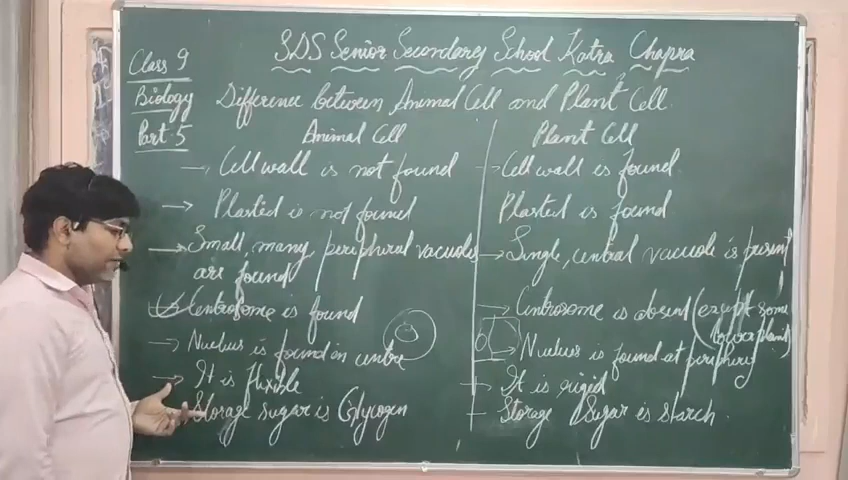 SDS Senior Secondary School Katra Chapra
Class 9
Biology
Part 5
Difference between Animal Cell and Plant Cell
Animal Cell
→ Cell wall is not found
→ Plasted is not found
→ Small, many peripheral vacuoles
are found
Centrosome is found
→ Nucleus is found in centre
→ It is flexible
Storage sugar is Glycogen
Plant Cell
→ Cell wall is found
Plasted is found
→ Single, central vacuole is present
→ Centrosome is absent (except some
lower plant)
→ Nucleus is found at periphery
→ It is rigid
→ Storage Sugar is starch.